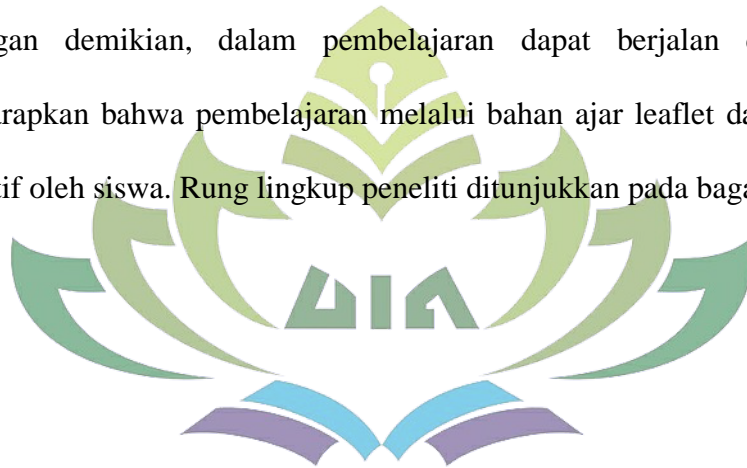 gan demikian, dalam pembelajaran dapat berjalan
arapkan bahwa pembelajaran melalui bahan ajar leaflet da
tif oleh siswa. Rung lingkup peneliti ditunjukkan pada baga
UIN